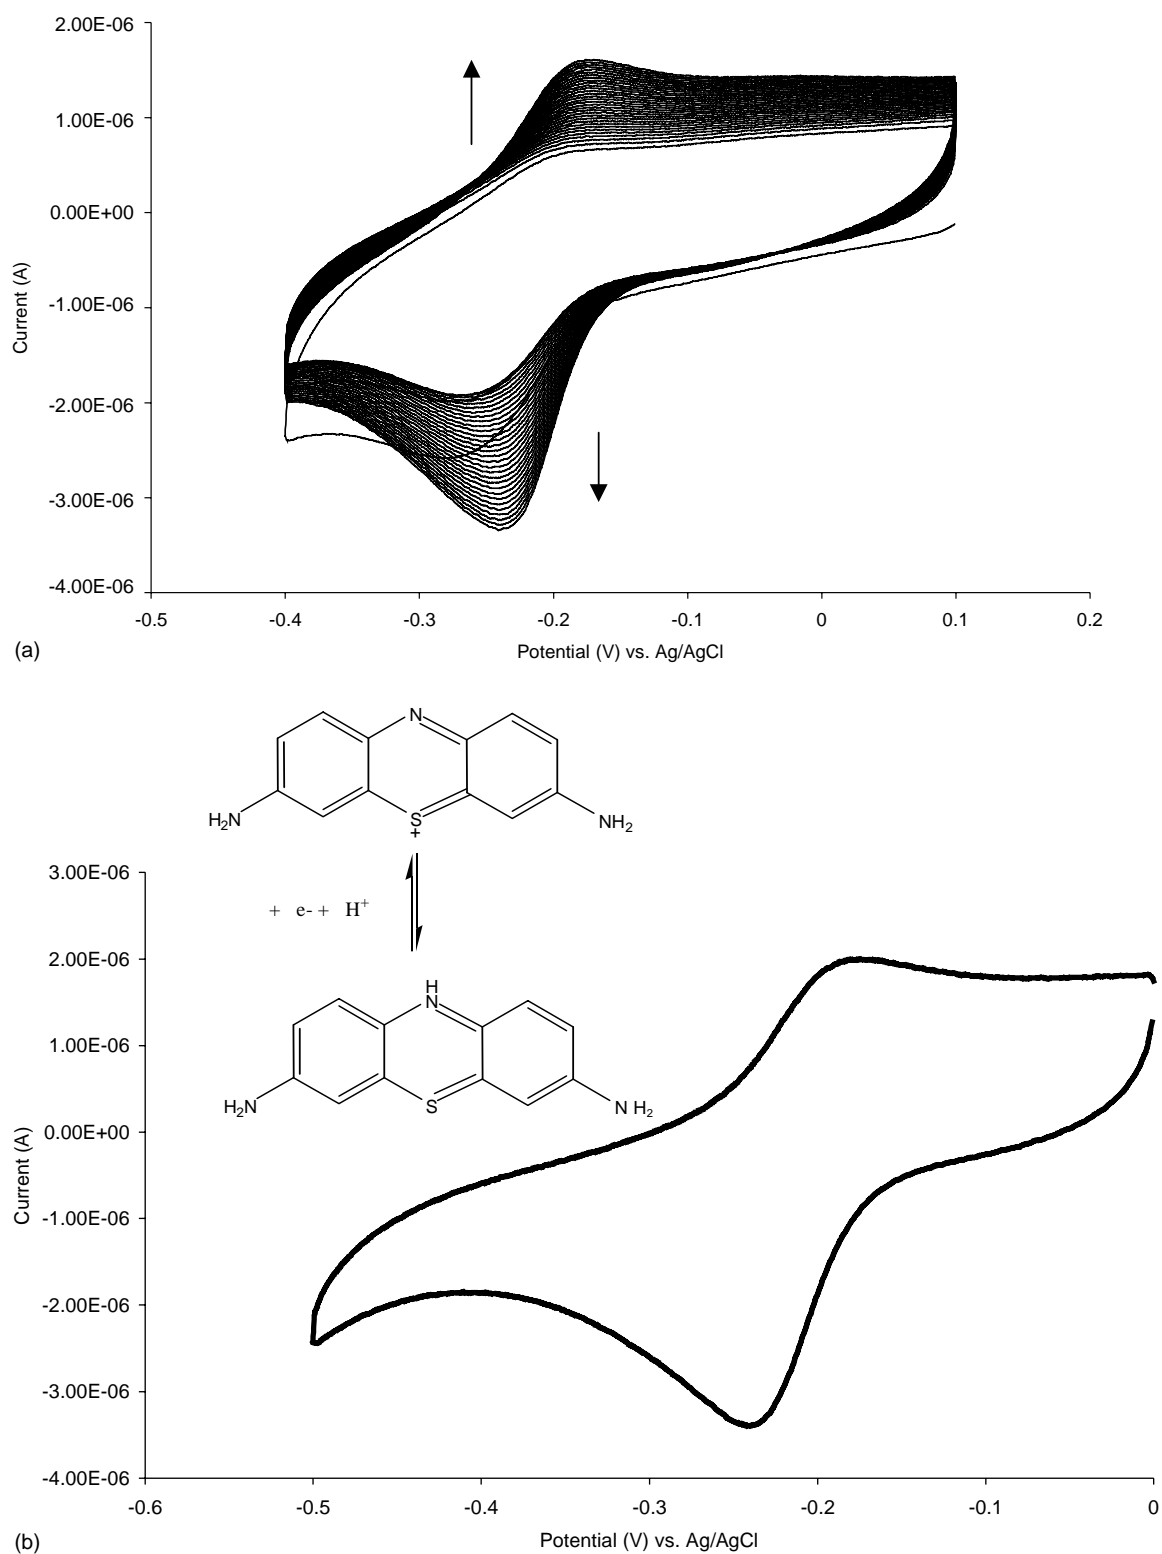 2.00E-06
1.00E-06
0.00E+00
-1.00E-06
-2.00E-06
-3.00E-06
-4.00E-06
Current (A)
-0.5 -0.4 -0.3 -0.2 -0.1 0 0.1 0.2
(a)
Potential (V) vs. Ag/AgCl
N
H2N S NH2
+
+ e- + H+
H
N
H2N S N H2
3.00E-06
2.00E-06
1.00E-06
0.00E+00
-1.00E-06
-2.00E-06
-3.00E-06
-4.00E-06
Current (A)
-0.6 -0.5 -0.4 -0.3 -0.2 -0.1 0
(b)
Potential (V) vs. Ag/AgCl